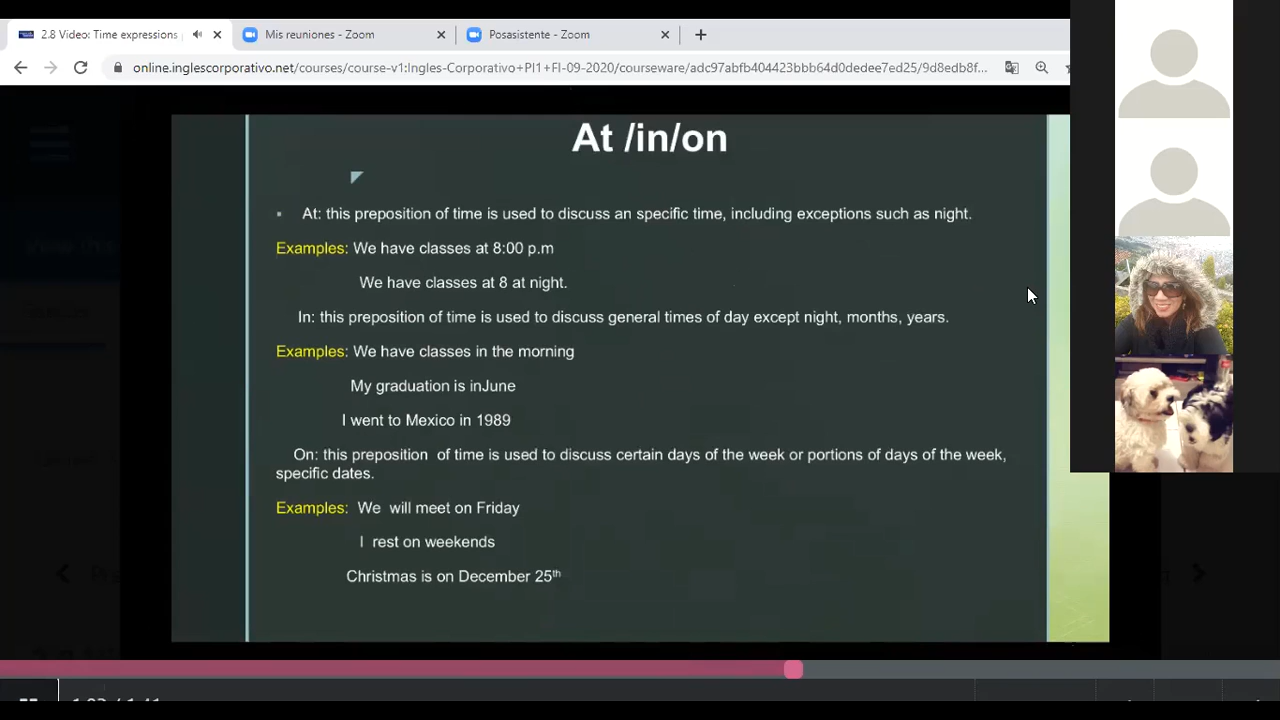 2.8 Video: Time expressions
Mis reuniones - Zoom
Posasistente - Zoom
online.inglescorporativo.net/courses/course-v1:Ingles-Corporativo+PI1+FI-09-2020/courseware/adc97abfb404423bbb64d0dedee7ed25/9d8edb8f...
At /in/on
At: this preposition of time is used to discuss an specific time, including exceptions such as night.
Examples: We have classes at 8:00 p.m
We have classes at 8 at night.
In: this preposition of time is used to discuss general times of day except night, months, years.
Examples: We have classes in the morning
My graduation is inJune
I went to Mexico in 1989
On: this preposition of time is used to discuss certain days of the week or portions of days of the week,
specific dates.
Examples: We will meet on Friday
I rest on weekends
Christmas is on December 25th